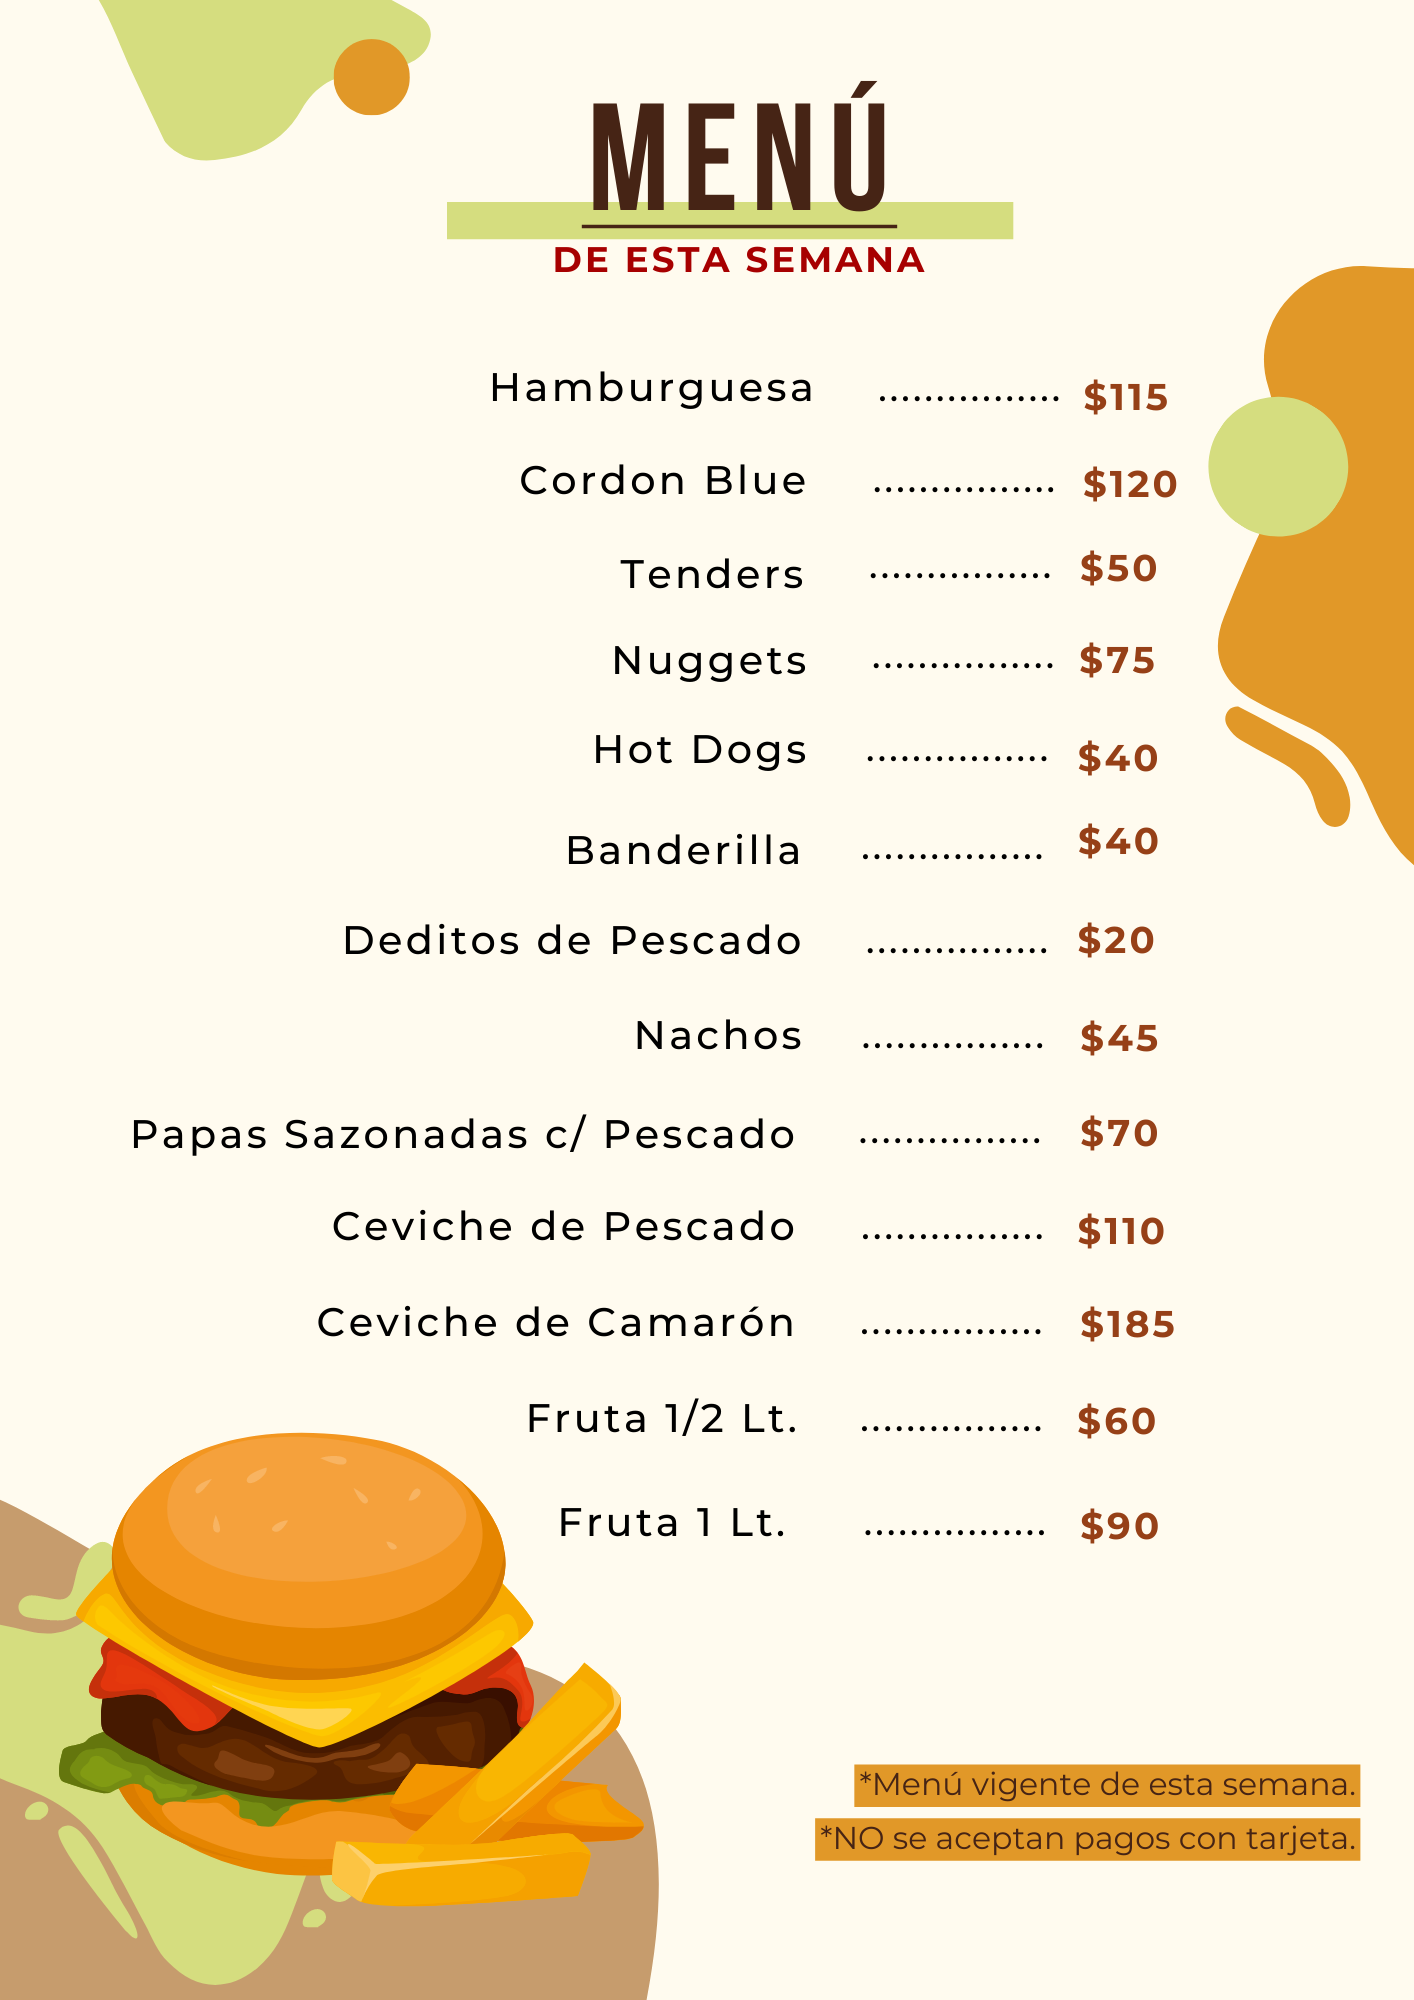 MENÚ
DE ESTA SEMANA
Hamburguesa ................ $115
Cordon Blue ................ $120
Tenders ................ $50
Nuggets ................ $75
Hot Dogs ................ $40
Banderilla ................ $40
Deditos de Pescado ................ $20
Nachos ................ $45
Papas Sazonadas c/ Pescado ................ $70
Ceviche de Pescado ................ $110
Ceviche de Camarón ................ $185
Fruta 1/2 Lt. ................ $60
Fruta 1 Lt. ................ $90
*Menú vigente de esta semana.
*NO se aceptan pagos con tarjeta.